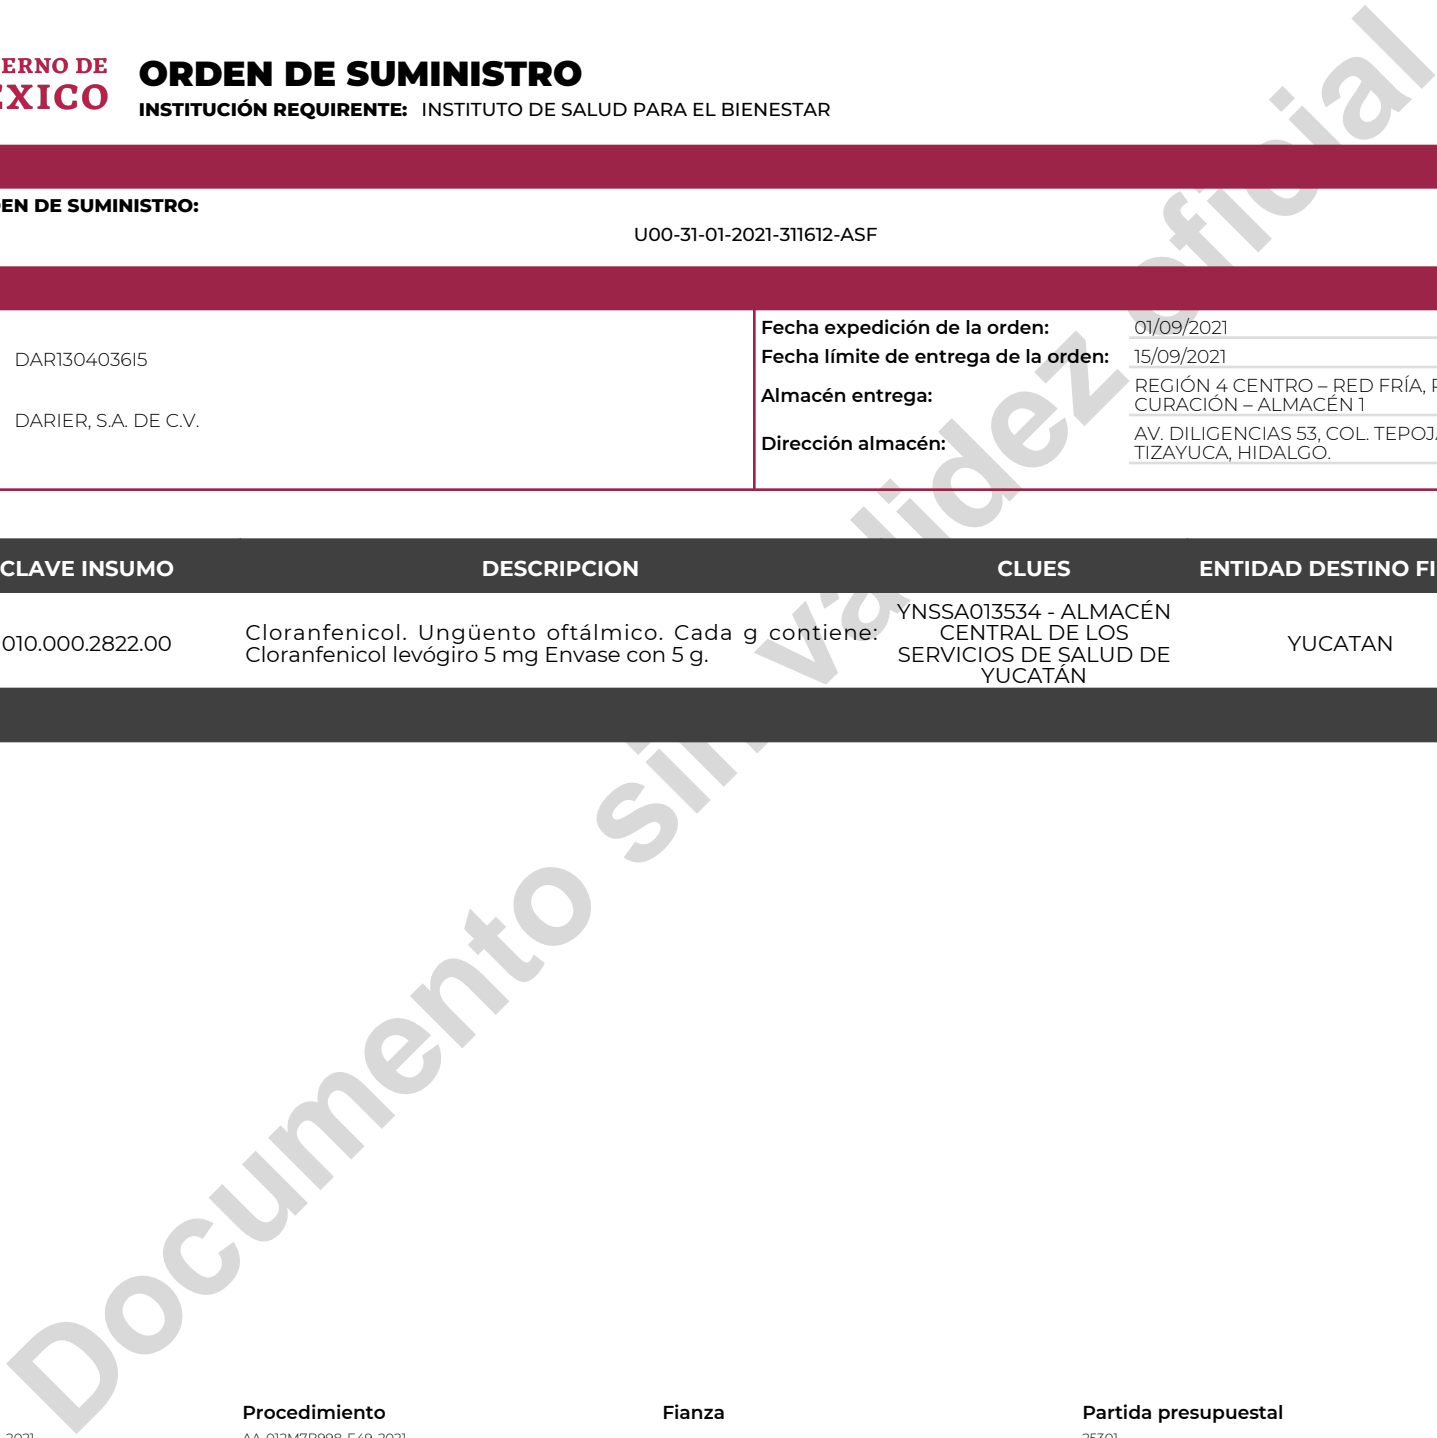 ERNO DE
EXICO
ORDEN DE SUMINISTRO
INSTITUCIÓN REQUIRENTE: INSTITUTO DE SALUD PARA EL BIENESTAR
EN DE SUMINISTRO:
U00-31-01-2021-311612-ASF
DAR1304036I5
DARIER, S.A. DE C.V.
Fecha expedición de la orden: 01/09/2021
Fecha límite de entrega de la orden: 15/09/2021
Almacén entrega: REGIÓN 4 CENTRO – RED FRÍA,
CURACIÓN – ALMACÉN 1
Dirección almacén: AV. DILIGENCIAS 53, COL. TEPOJ
TIZAYUCA, HIDALGO.
CLAVE INSUMO DESCRIPCION CLUES ENTIDAD DESTINO FI
010.000.2822.00
Cloranfenicol. Ungüento oftálmico. Cada g contiene:
Cloranfenicol levógiro 5 mg Envase con 5 g.
YNSSA013534 - ALMACÉN
CENTRAL DE LOS
SERVICIOS DE SALUD DE
YUCATÁN
YUCATAN
Documento sin validez oficial
Procedimiento Fianza Partida presupuestal